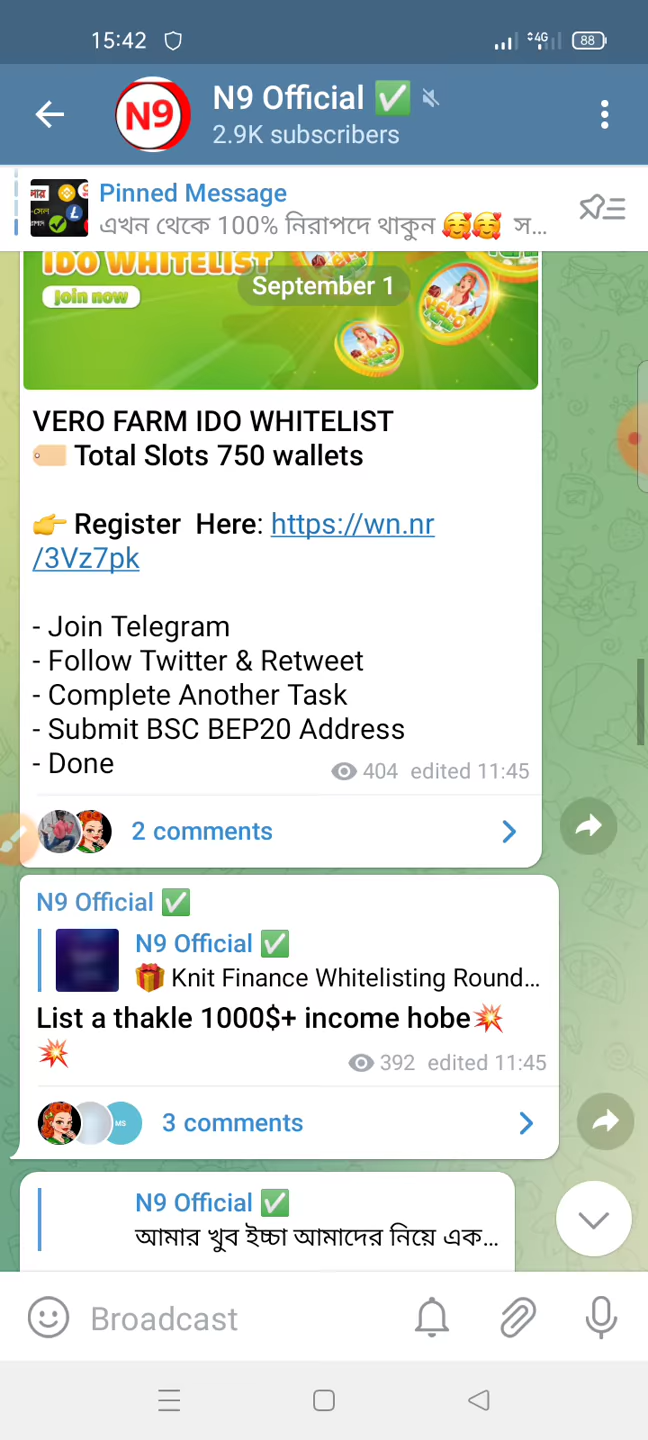 15:42
4G
88
N9
N9 Official ✅
2.9K subscribers
Pinned Message
এখন থেকে 100% নিরাপদে থাকুন 🥰🥰 স...
IDO WHITELIST
Join now
September 1
VERO FARM IDO WHITELIST
🏷️ Total Slots 750 wallets
👉 Register Here: https://wn.nr
/3Vz7pk
- Join Telegram
- Follow Twitter & Retweet
- Complete Another Task
- Submit BSC BEP20 Address
- Done
404 edited 11:45
2 comments
N9 Official ✅
N9 Official ✅
🎁 Knit Finance Whitelisting Round...
List a thakle 1000$+ income hobe💥
💥
392 edited 11:45
MS
3 comments
N9 Official ✅
আমার খুব ইচ্ছা আমাদের নিয়ে এক...
Broadcast